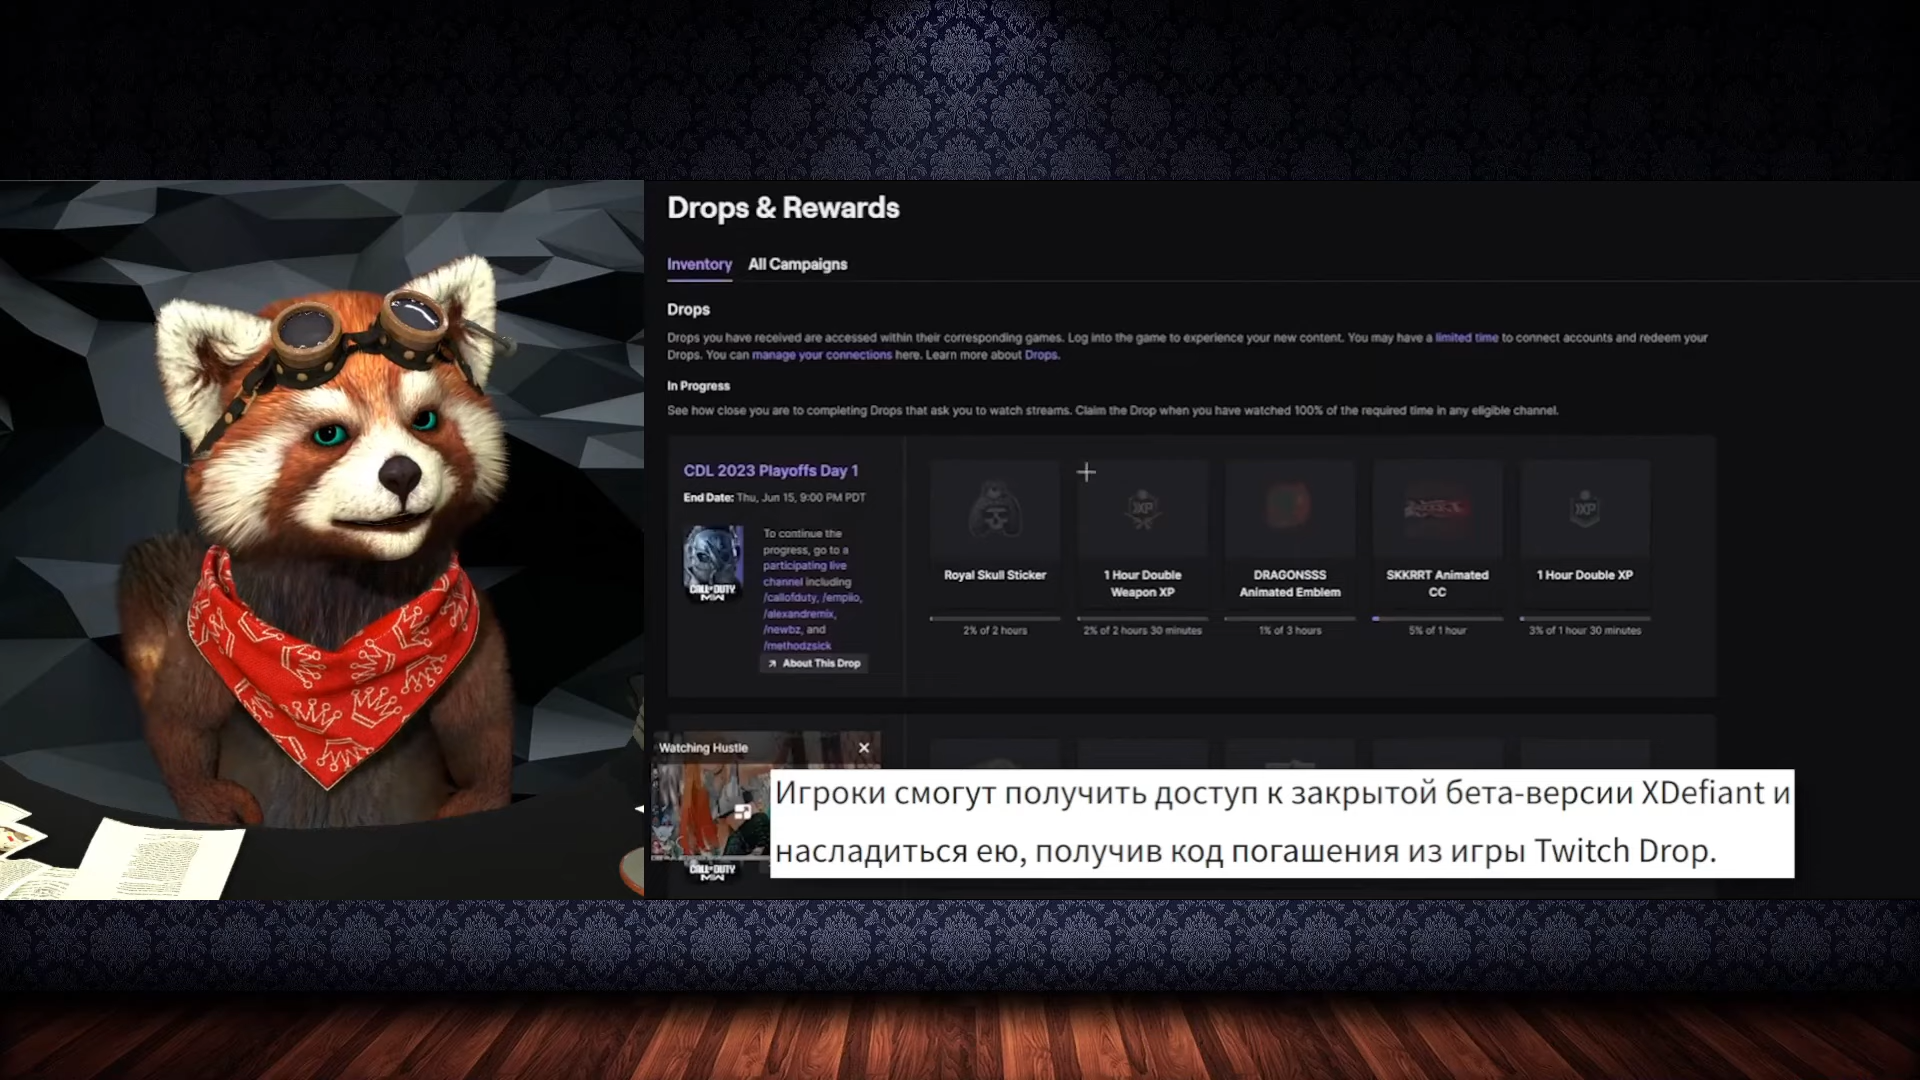 Drops & Rewards
Inventory
All Campaigns
Drops
Drops you have received are accessed within their corresponding games. Log into the game to experience your new content. You may have a limited time to connect accounts and redeem your
Drops. You can manage your connections here. Learn more about Drops.
In Progress
See how close you are to completing Drops that ask you to watch streams. Claim the Drop when you have watched 100% of the required time in any eligible channel.
CDL 2023 Playoffs Day 1
End Date: Thu, Jun 15, 9:00 PM PDT
CALL OF DUTY
MW
To continue the
progress, go to a
participating live
channel including
/callofduty, /empiio,
/alexandremix,
/newbz, and
/methodzsick
About This Drop
Royal Skull Sticker
2% of 2 hours
1 Hour Double
Weapon XP
2% of 2 hours 30 minutes
DRAGONSSS
Animated Emblem
1% of 3 hours
SKKRRT Animated
CC
5% of 1 hour
1 Hour Double XP
3% of 1 hour 30 minutes
Watching Hustle
CALL OF DUTY
MW
Игроки смогут получить доступ к закрытой бета-версии XDefiant и
насладиться ею, получив код погашения из игры Twitch Drop.